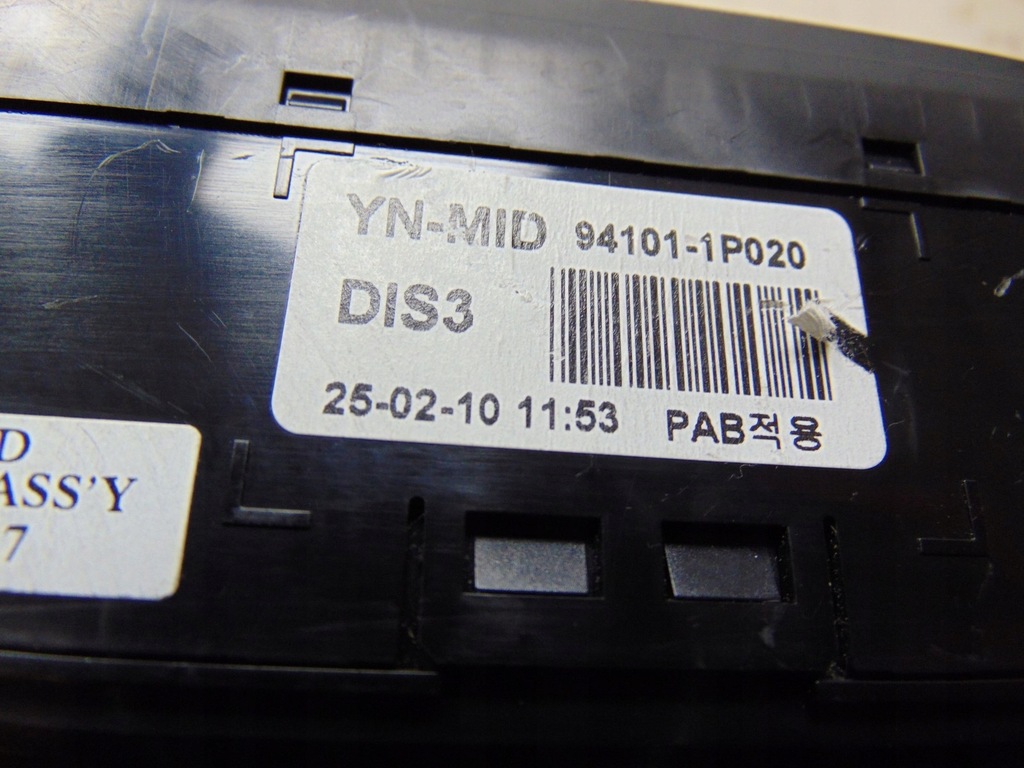 YN-MID 94101-1P020
DIS3
25-02-10 11:53 PAB적용
D
ASS'Y
7